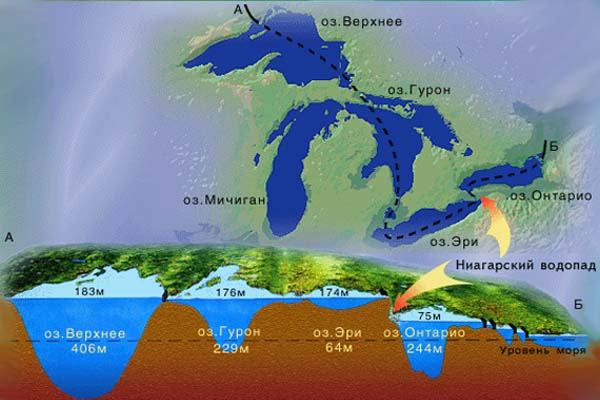 А
оз.Верхнее
оз.Гурон
Б
оз.Мичиган
оз.Онтарио
оз.Эри
А
Ниагарский водопад
183м
176м
174м
75м
Б
оз.Верхнее
406м
оз.Гурон
229м
оз.Эри
64м
оз.Онтарио
244м
Уровень моря